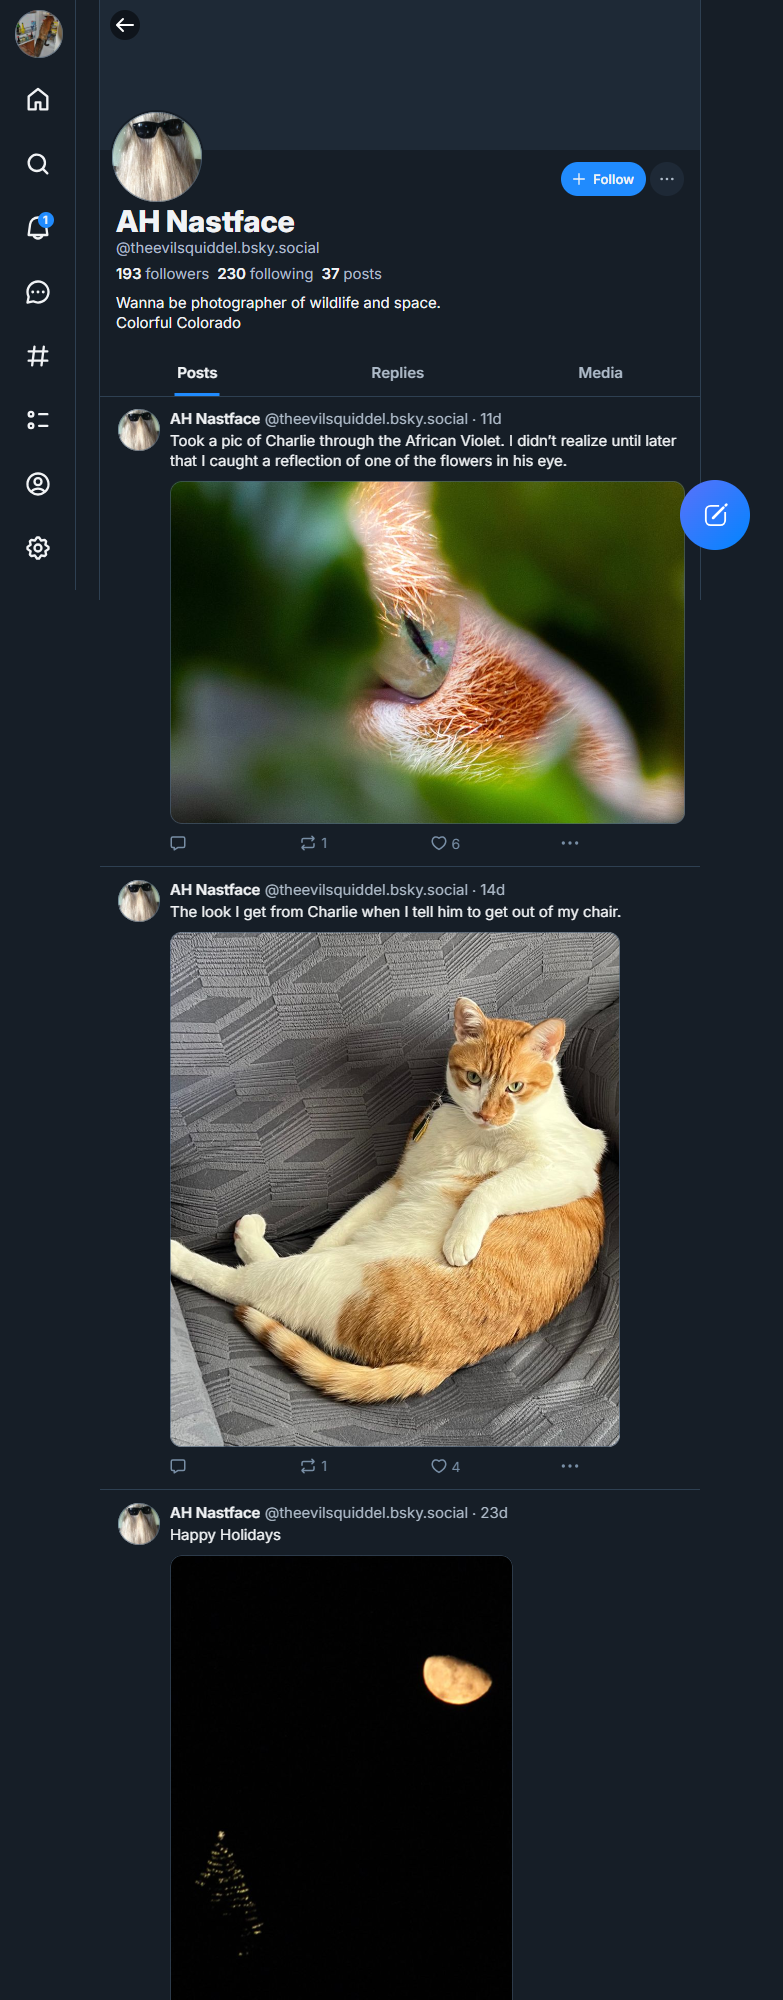 1
+ Follow
AH Nastface
@theevilsquiddel.bsky.social
193 followers 230 following 37 posts
Wanna be photographer of wildlife and space.
Colorful Colorado
Posts Replies Media
AH Nastface @theevilsquiddel.bsky.social · 11d
Took a pic of Charlie through the African Violet. I didn’t realize until later
that I caught a reflection of one of the flowers in his eye.
1 6
AH Nastface @theevilsquiddel.bsky.social · 14d
The look I get from Charlie when I tell him to get out of my chair.
1 4
AH Nastface @theevilsquiddel.bsky.social · 23d
Happy Holidays